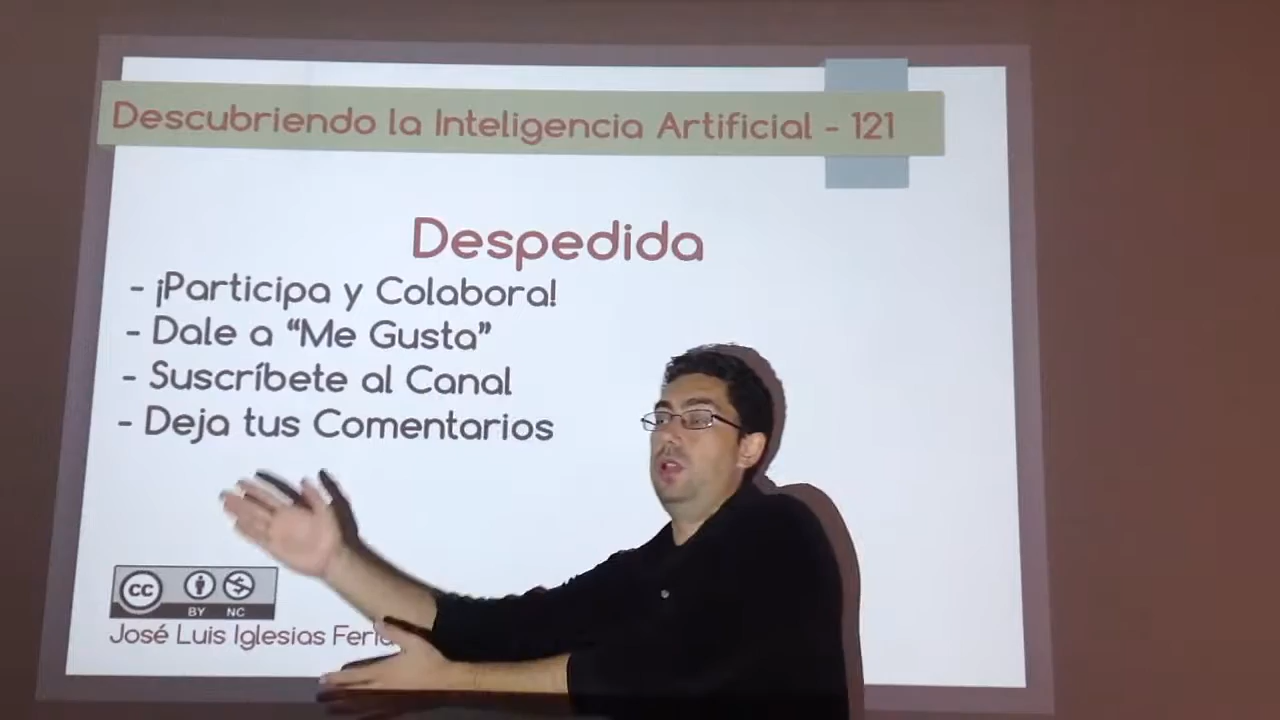 Descubriendo la Inteligencia Artificial - 121
Despedida
- ¡Participa y Colabora!
- Dale a “Me Gusta”
- Suscríbete al Canal
- Deja tus Comentarios
cc
BY NC
José Luis Iglesias